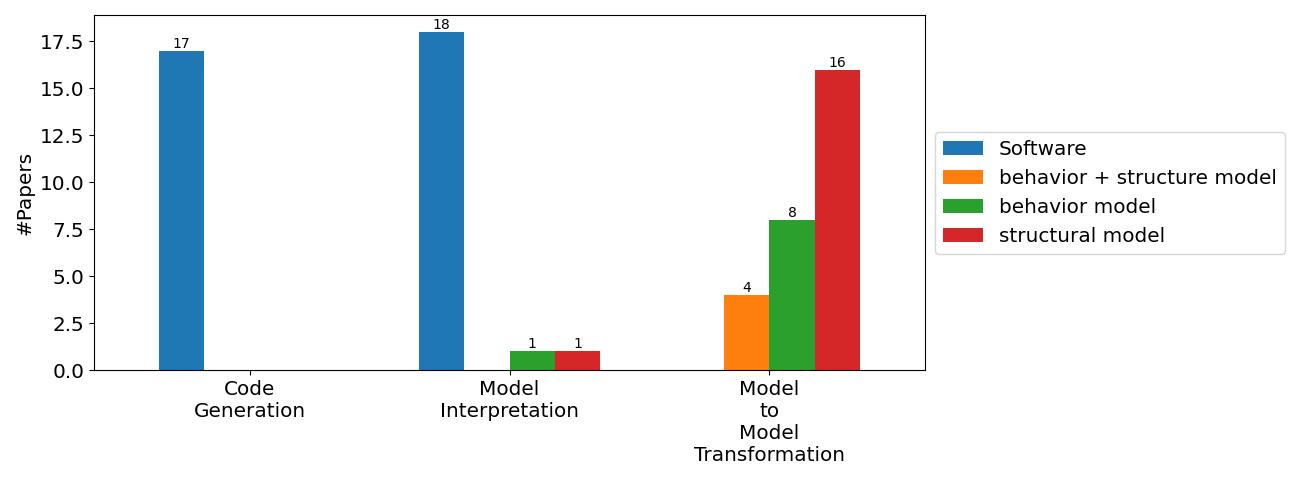 #Papers
17.5
15.0
12.5
10.0
7.5
5.0
2.5
0.0
17
18
1
1
4
8
16
Code
Generation
Model
Interpretation
Model
to
Model
Transformation
Software
behavior + structure model
behavior model
structural model